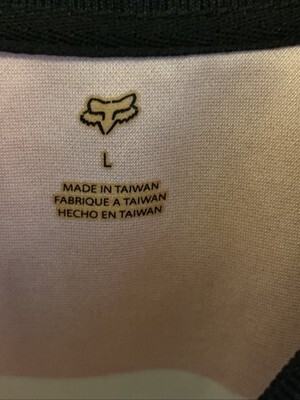 L
MADE IN TAIWAN
FABRIQUE A TAIWAN
HECHO EN TAIWAN